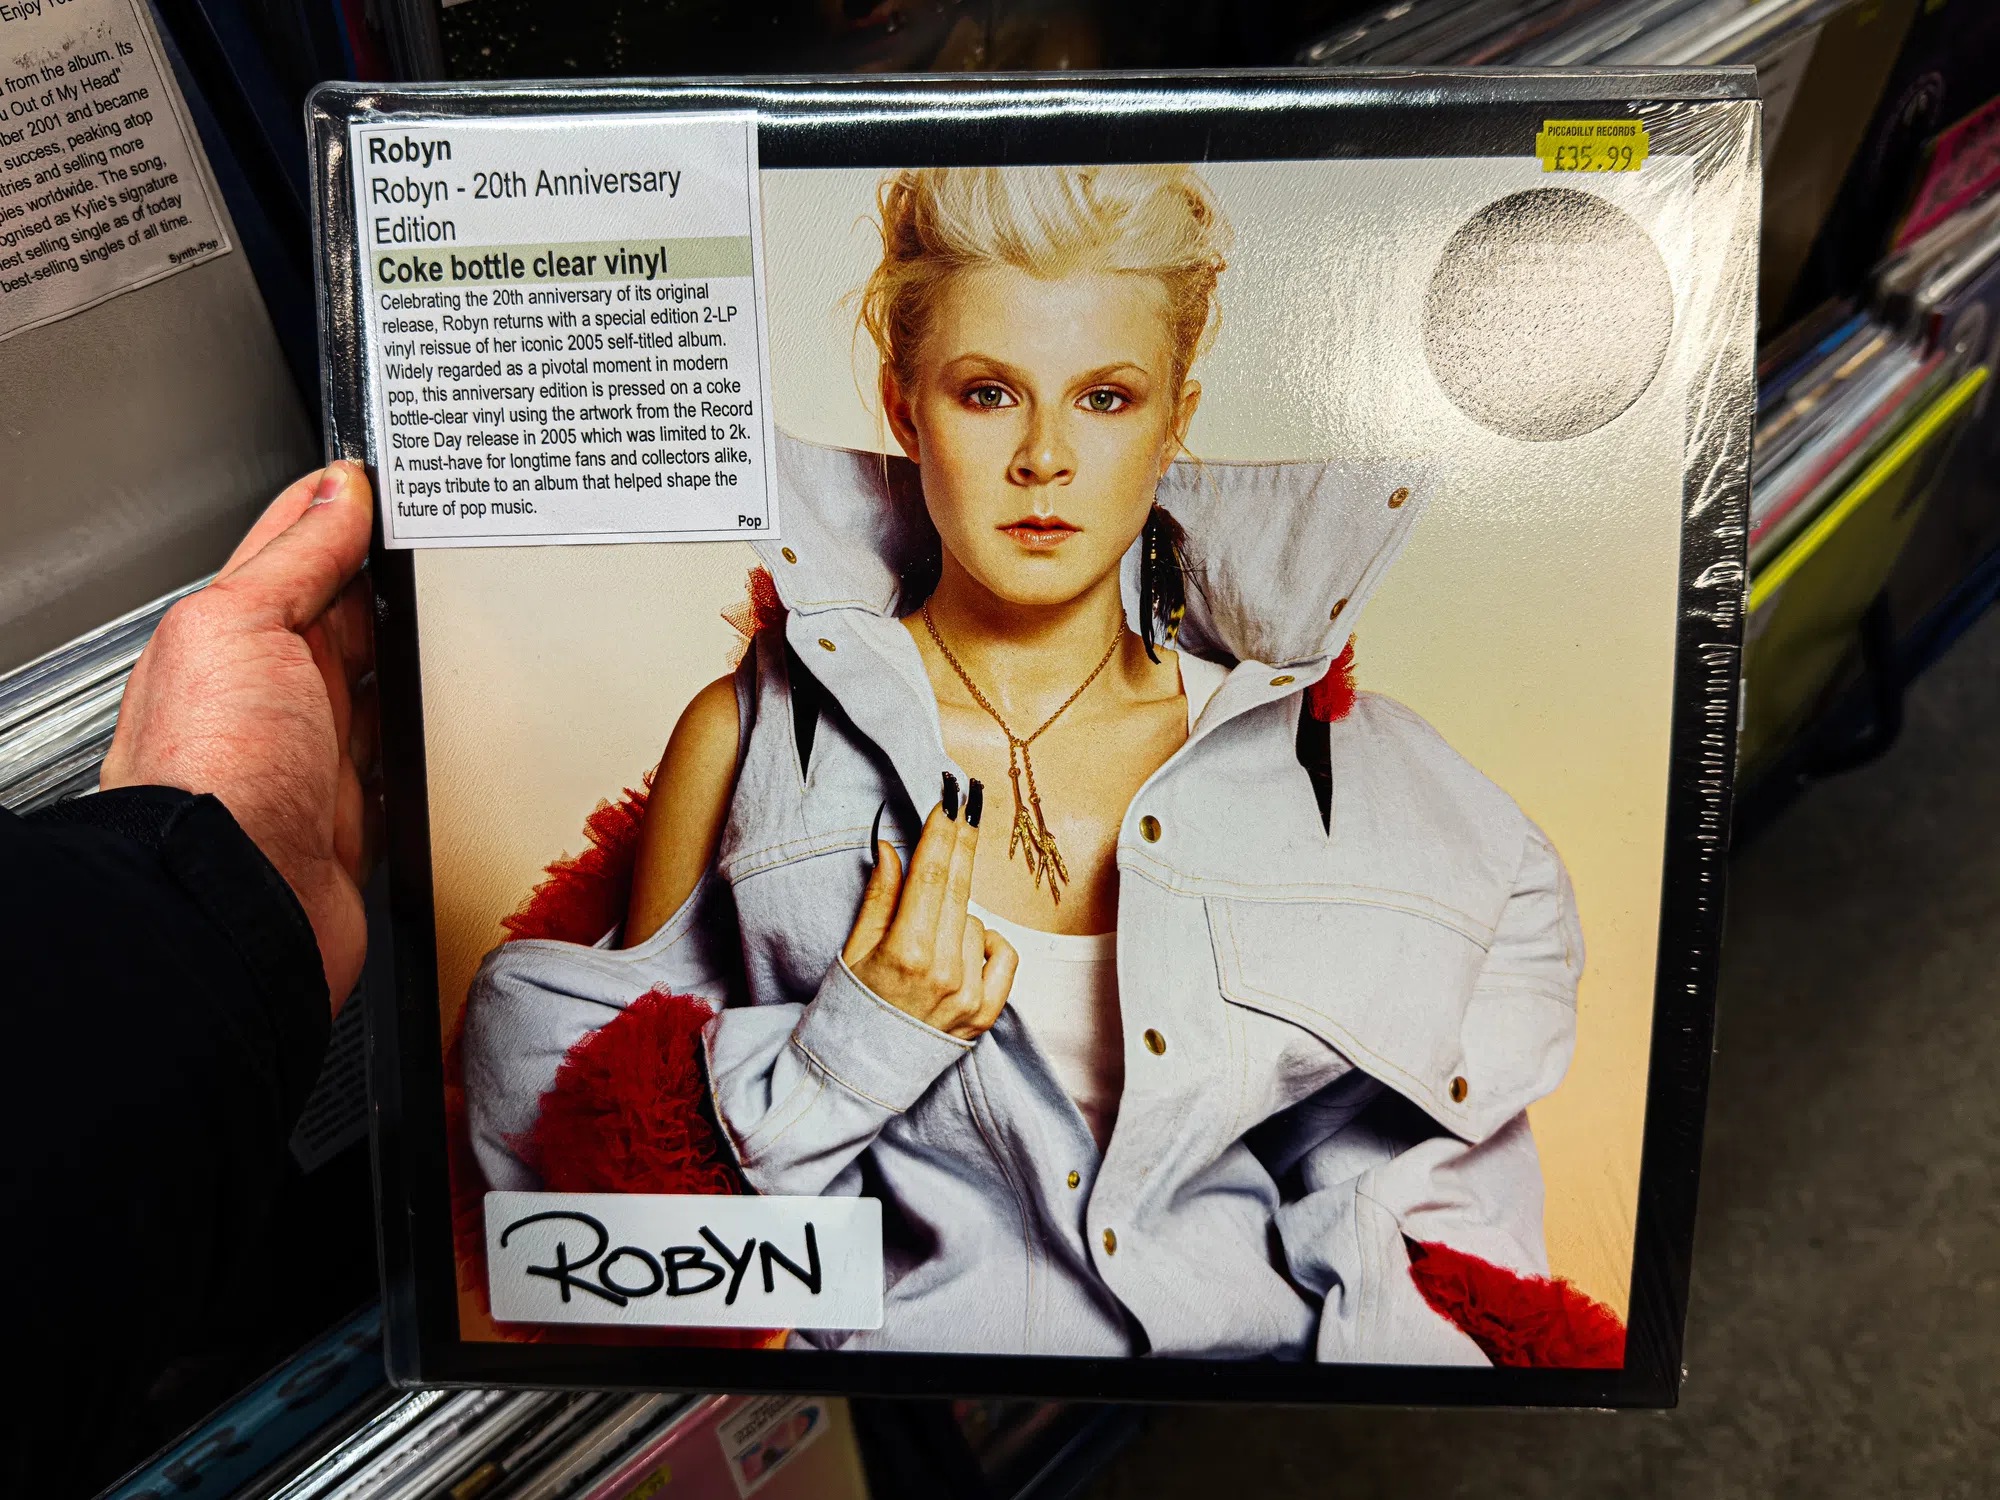 Enjoy
from the album. Its
Out of My Head"
2001 and became
success, peaking atop
and selling more
worldwide. The song,
as Kylie's signature
selling single as of today
best-selling singles of all time.
Synth-Pop
Robyn
Robyn - 20th Anniversary
Edition
Coke bottle clear vinyl
Celebrating the 20th anniversary of its original
release, Robyn returns with a special edition 2-LP
vinyl reissue of her iconic 2005 self-titled album.
Widely regarded as a pivotal moment in modern
pop, this anniversary edition is pressed on a coke
bottle-clear vinyl using the artwork from the Record
Store Day release in 2005 which was limited to 2k.
A must-have for longtime fans and collectors alike,
it pays tribute to an album that helped shape the
future of pop music.
Pop
PICCADILLY RECORDS
£35.99
ROBYN